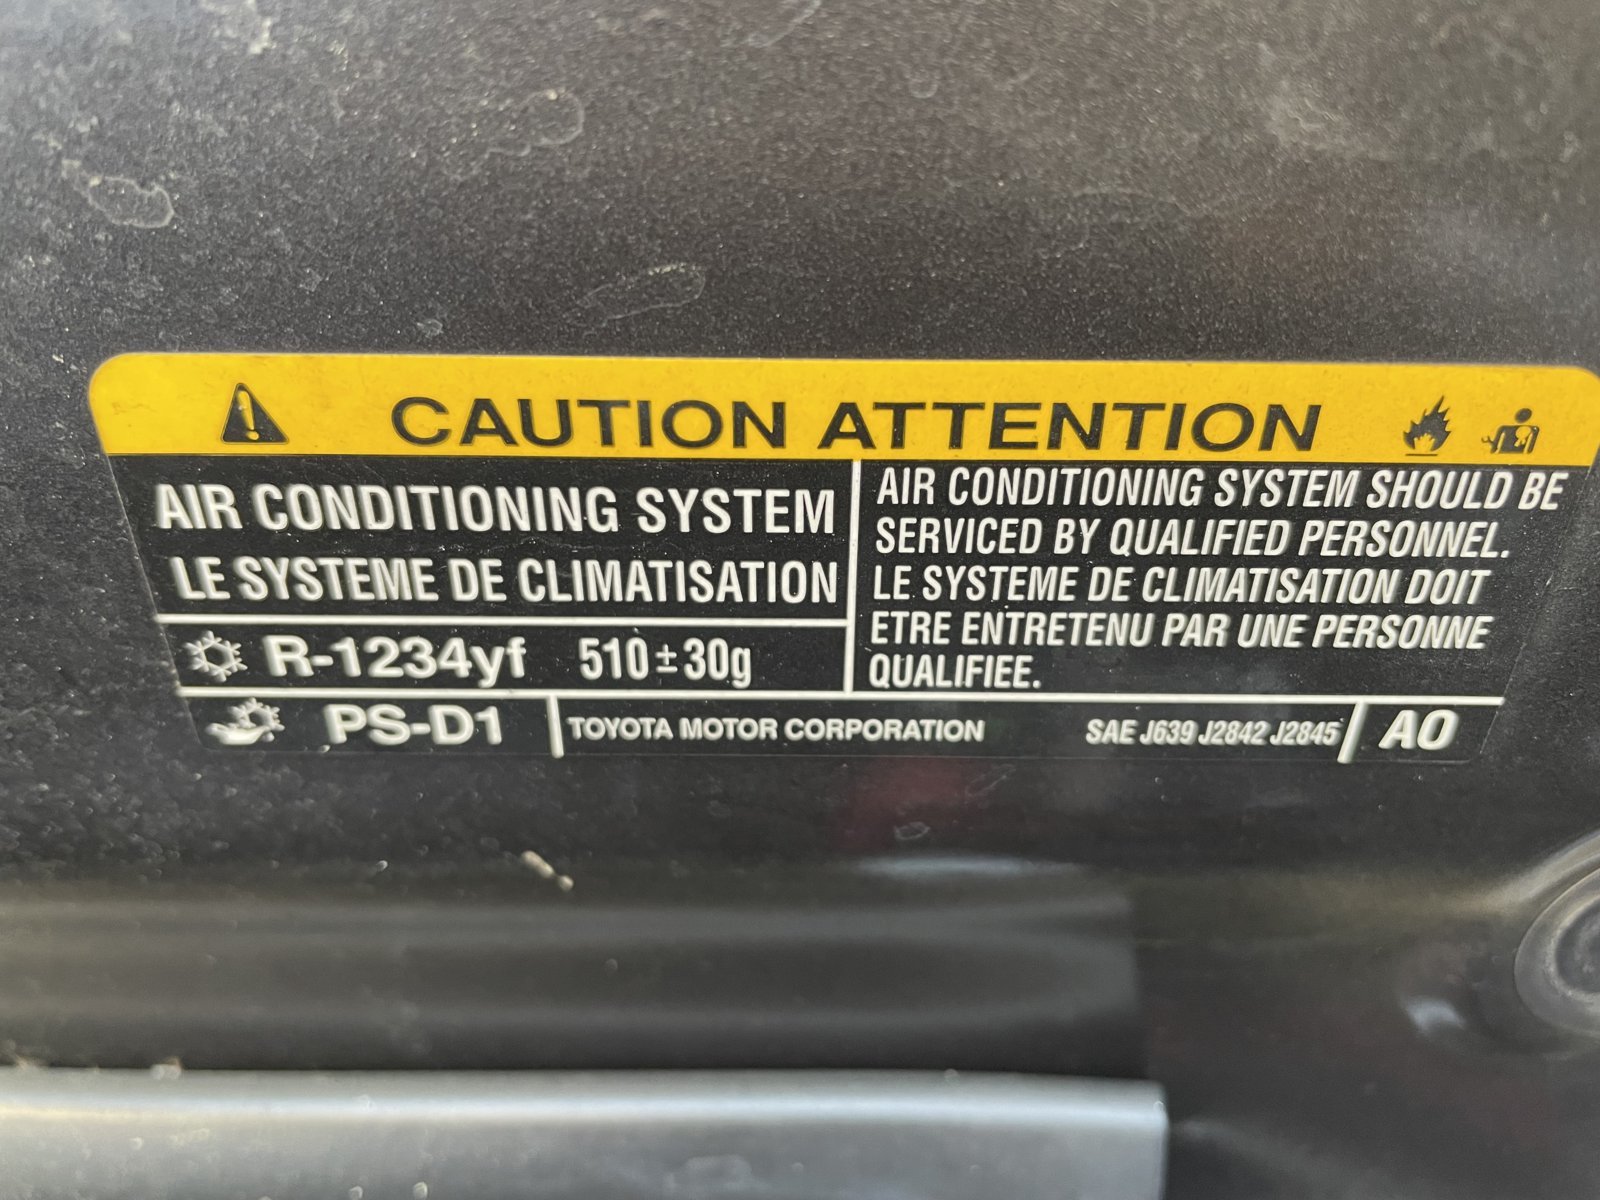 CAUTION ATTENTION
AIR CONDITIONING SYSTEM
LE SYSTEME DE CLIMATISATION
R-1234yf 510±30g
AIR CONDITIONING SYSTEM SHOULD BE
SERVICED BY QUALIFIED PERSONNEL.
LE SYSTEME DE CLIMATISATION DOIT
ETRE ENTRETENU PAR UNE PERSONNE
QUALIFIEE.
PS-D1 TOYOTA MOTOR CORPORATION SAE J639 J2842 J2845 AO